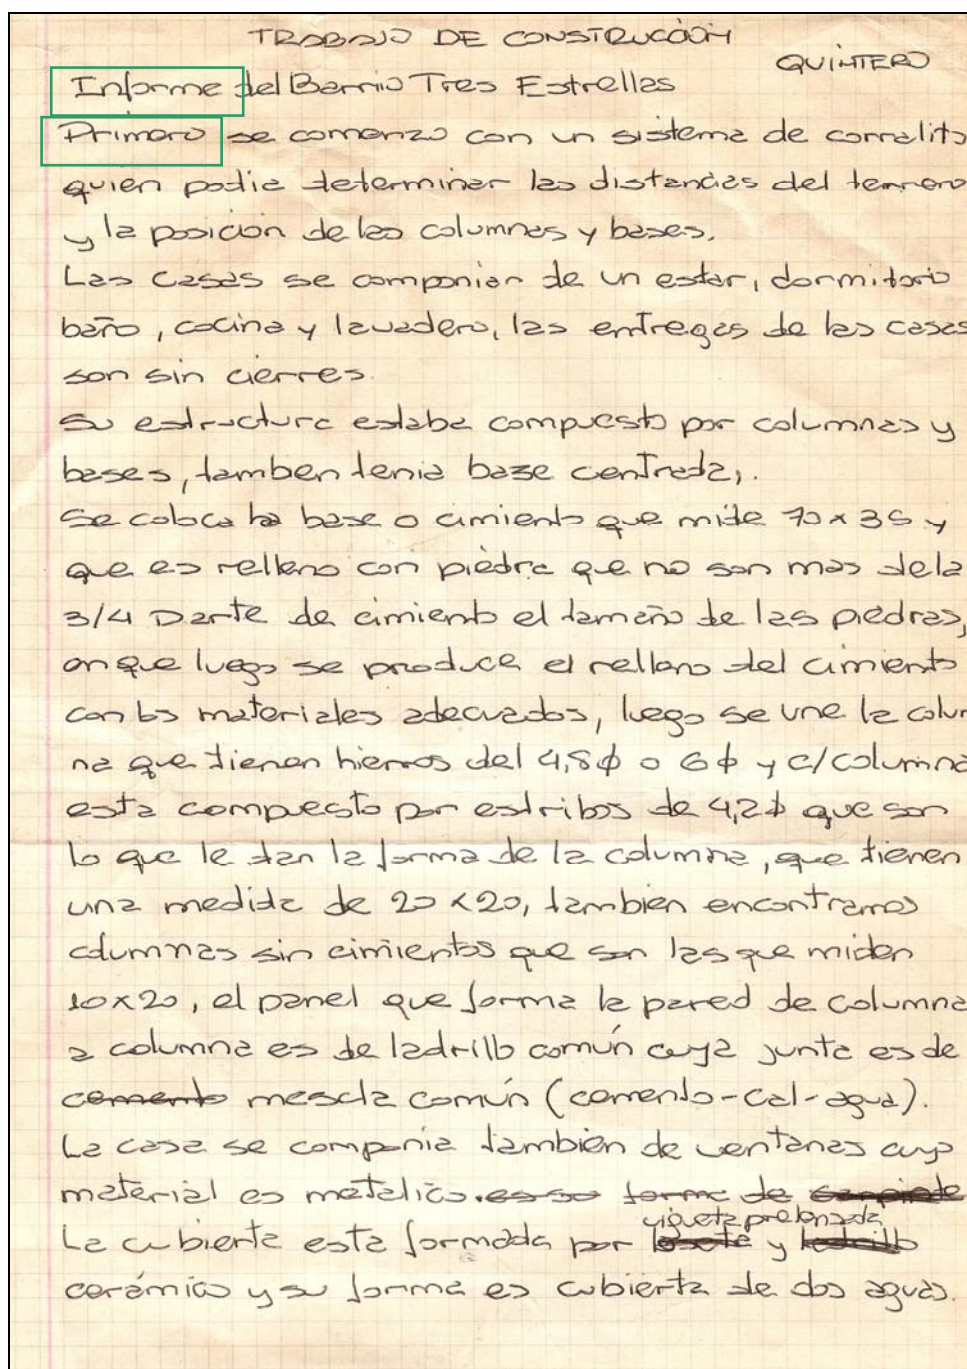 TRABAJO DE CONSTRUCCIÓN
QUINTERO
Informe del Barrio Tres Estrellas
Primero se comenzo con un sistema de corralito
quien podia determinar las distancias del terreno
y la posicion de las columnas y bases.
Las casas se componian de un estar, dormitorio
baño, cocina y lavadero, las entregas de las casas
son sin cierres.
Su estructura estaba compuesto por columnas y
bases, tambien tenia base centrada,.
Se coloca la base o cimiento que mide 70x35 y
que es relleno con piedra que no son mas dela
3/4 Parte de cimiento el tamaño de las piedras,
en que luego se produce el relleno del cimiento
con los materiales adecuados, luego se une la colum
na que tienen hierros del 4,8φ o 6φ y c/columna
esta compuesto por estribos de 4,2φ que son
lo que le dan la forma de la columna, que tienen
una medida de 20x20, tambien encontramos
columnas sin cimientos que son las que miden
10x20, el panel que forma la pared de columna
a columna es de ladrillo común cuya junta es de
cemento mescla común (cemento-cal-agua).
La casa se componia tambien de ventanas cuyo
material es metalico. forma de
vigueta pretensada
La cubierta esta formada por loseta y ladrillo
cerámico y su forma es cubierta de dos aguas.